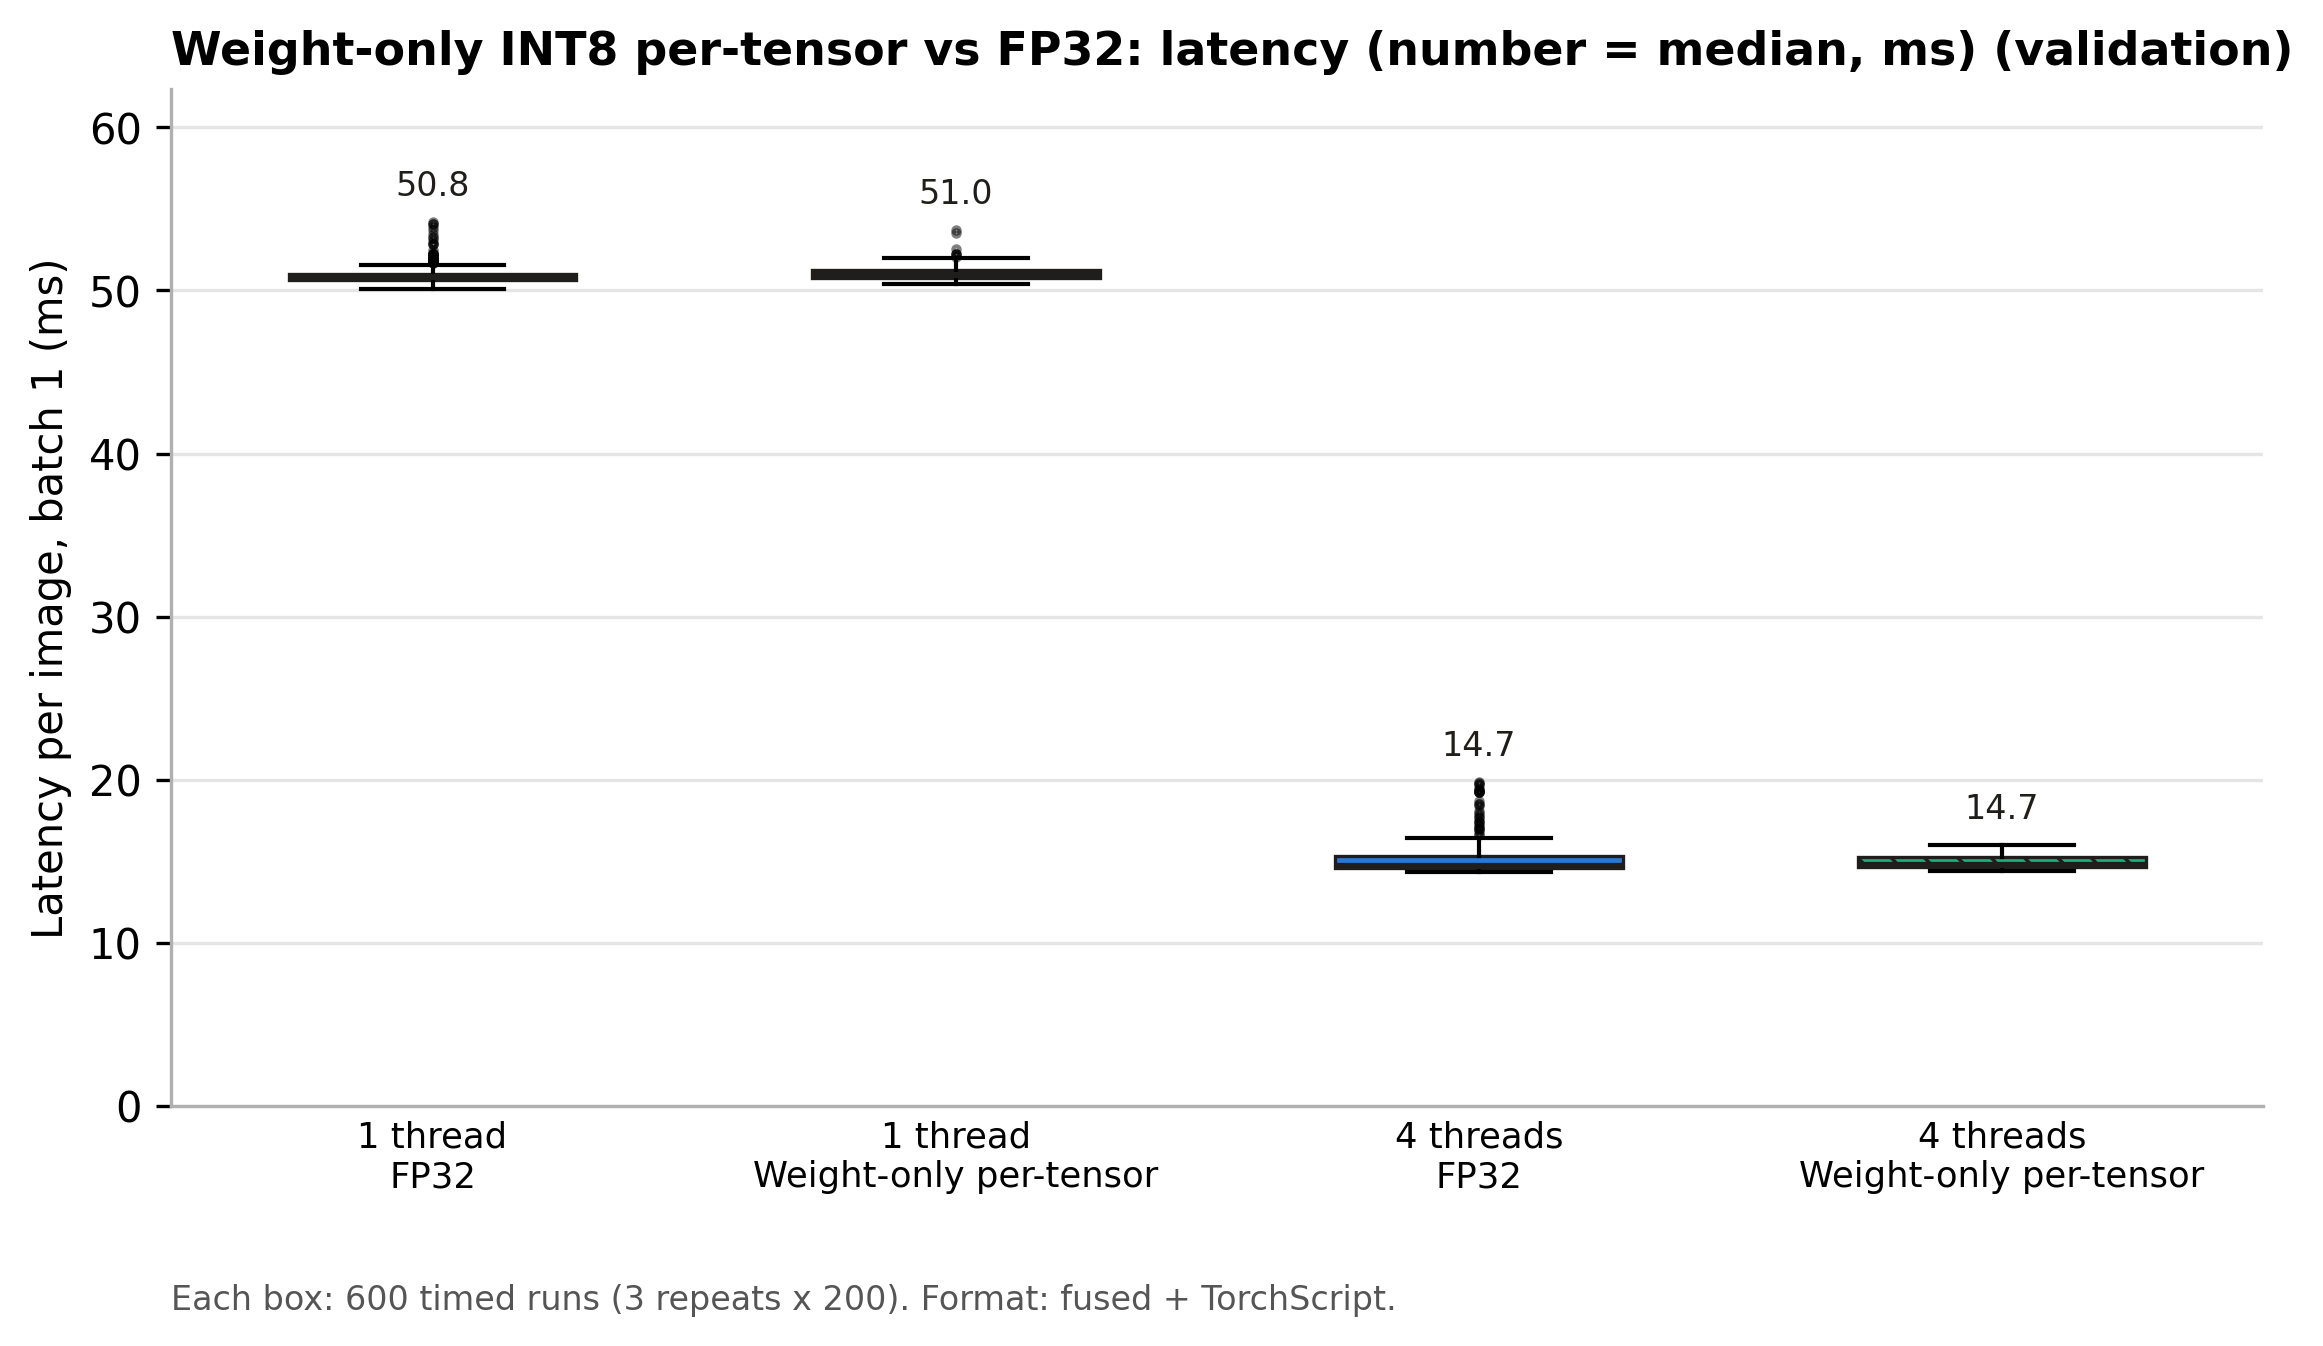 Weight-only INT8 per-tensor vs FP32: latency (number = median, ms) (validation)
Latency per image, batch 1 (ms)
60
50
40
30
20
10
0
50.8
51.0
14.7
14.7
1 thread
FP32
1 thread
Weight-only per-tensor
4 threads
FP32
4 threads
Weight-only per-tensor
Each box: 600 timed runs (3 repeats x 200). Format: fused + TorchScript.